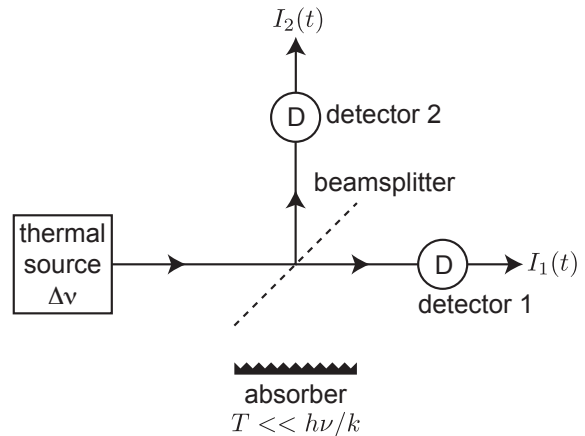 I₂(t)
D
detector 2
beamsplitter
thermal
source
Δν
D
I₁(t)
detector 1
absorber
T << hν/k